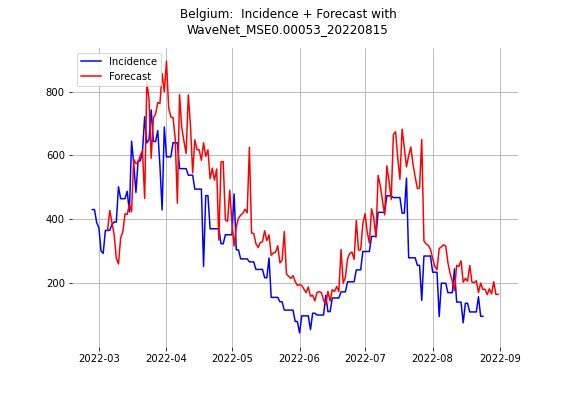 Belgium:  Incidence + Forecast with
WaveNet_MSE0.00053_20220815
Incidence
Forecast
800
600
400
200
2022-03 2022-04 2022-05 2022-06 2022-07 2022-08 2022-09